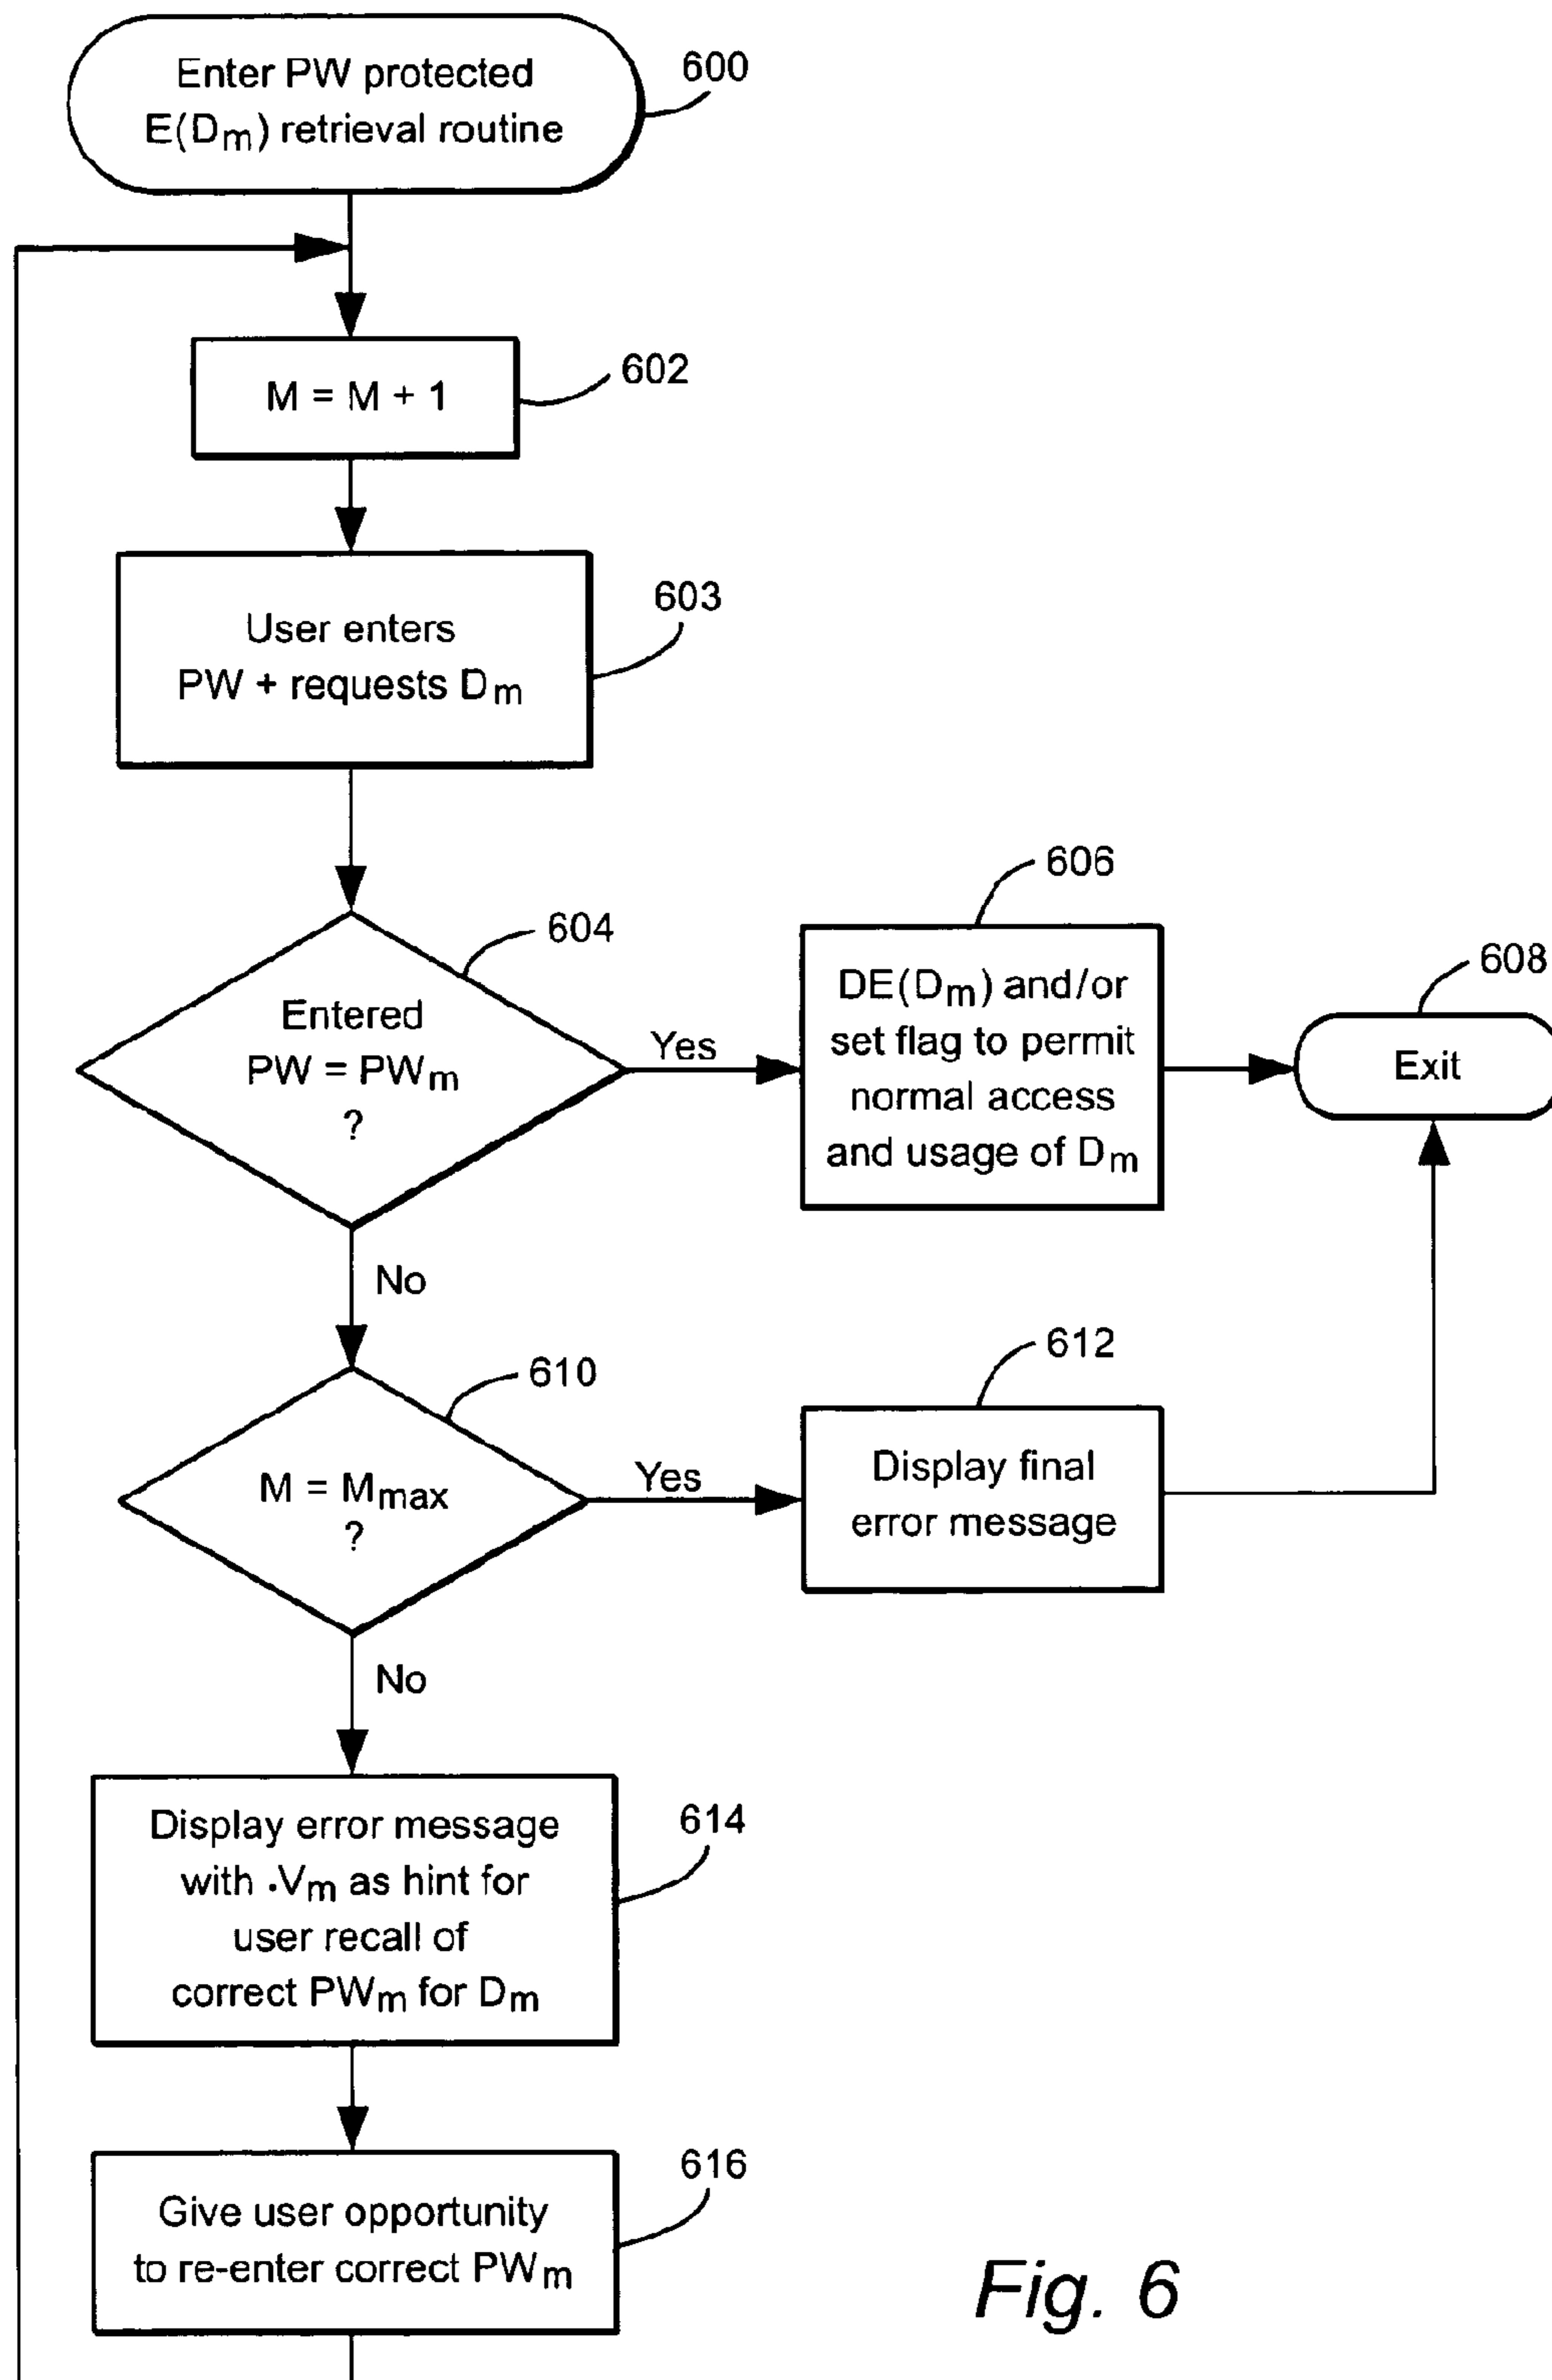 Enter PW protected
E(Dm) retrieval routine
600
M = M + 1
602
User enters
PW + requests Dm
603
Entered
PW = PWm
?
604
Yes
DE(Dm) and/or
set flag to permit
normal access
and usage of Dm
606
Exit
608
No
M = Mmax
?
610
Yes
Display final
error message
612
No
Display error message
with .Vm as hint for
user recall of
correct PWm for Dm
614
Give user opportunity
to re-enter correct PWm
616
Fig. 6